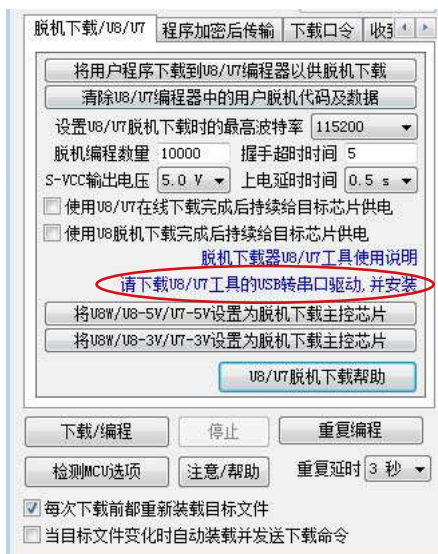 脱机下载/U8/U7 程序加密后传输 下载口令
将用户程序下载到U8/U7编程器以供脱机下载
清除U8/U7编程器中的用户脱机代码及数据
设置U8/U7脱机下载时的最高波特率 115200
脱机编程数量 10000 握手超时时间 5
S-VCC输出电压 5.0 V 上电延时时间 0.5 s
使用U8/U7在线下载完成后持续给目标芯片供电
使用U8脱机下载完成后持续给目标芯片供电
脱机下载器U8/U7工具使用说明
请下载U8/U7工具的USB转串口驱动,并安装
将U8W/U8-5V/U7-5V设置为脱机下载主控芯片
将U8W/U8-3V/U7-3V设置为脱机下载主控芯片
U8/U7脱机下载帮助
下载/编程 停止 重复编程
检测MCU选项 注意/帮助 重复延时 3 秒
每次下载前都重新装载目标文件
当目标文件变化时自动装载并发送下载命令